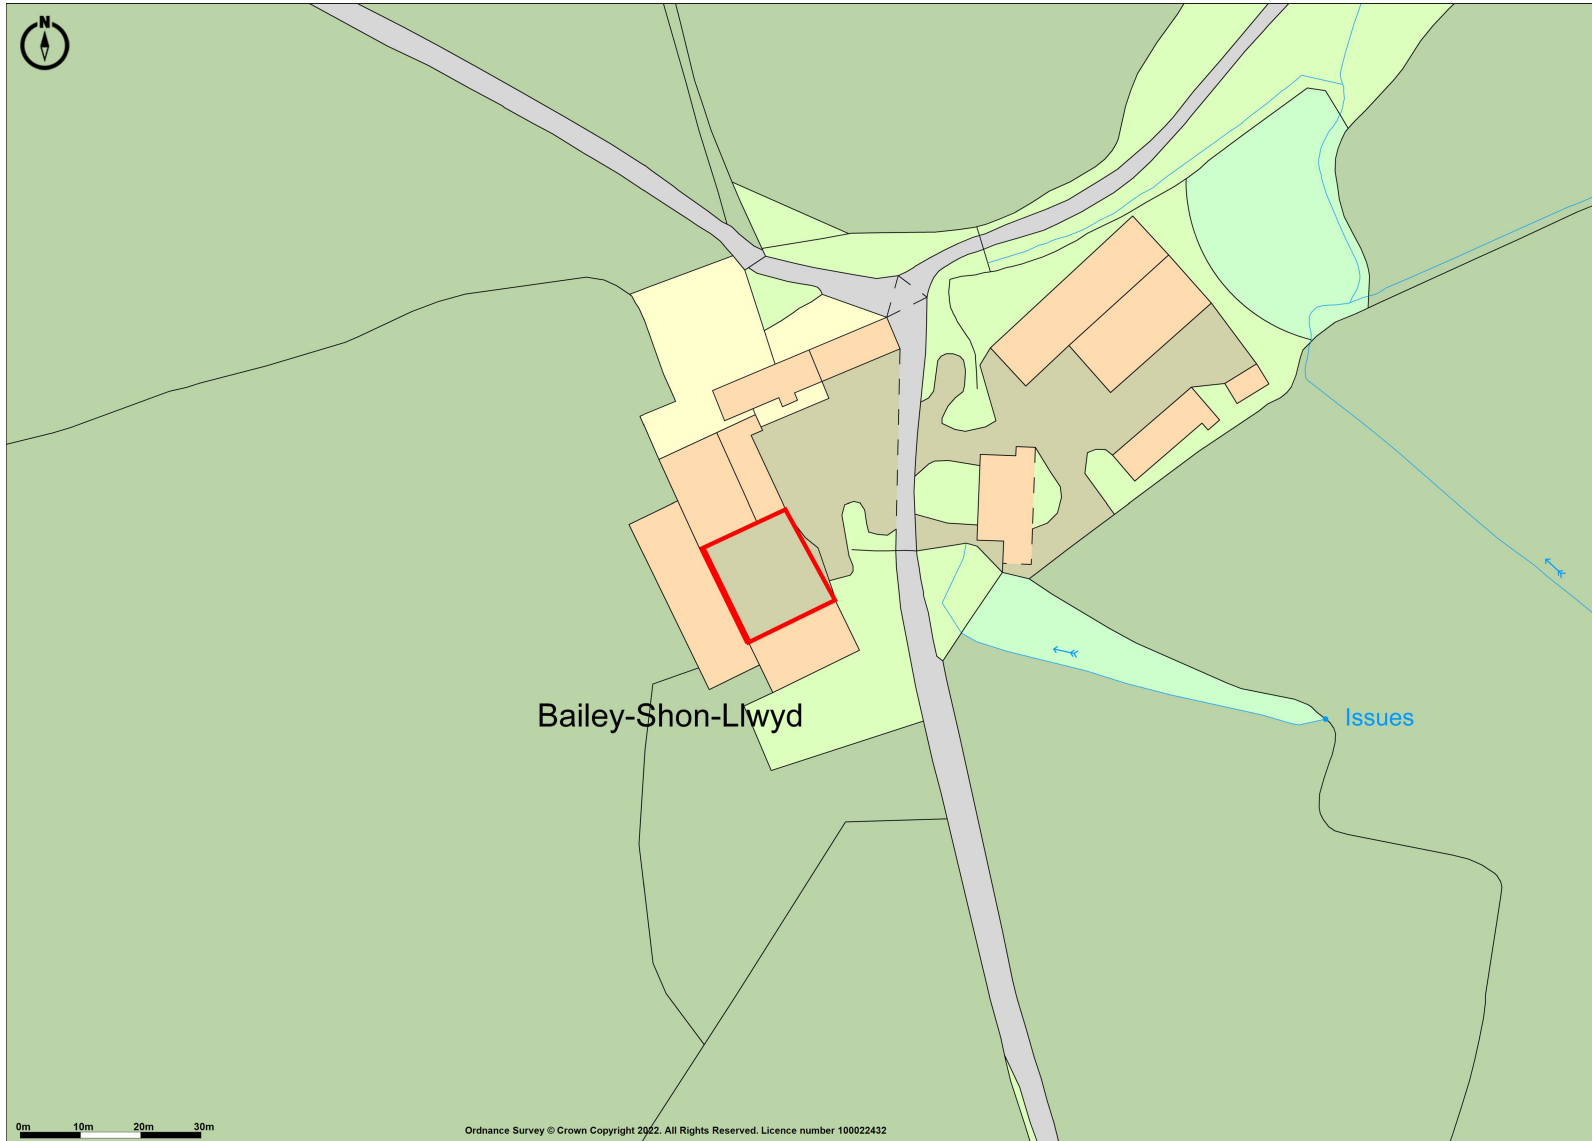 N
Bailey-Shon-Llwyd
Issues
0m 10m 20m 30m
Ordnance Survey © Crown Copyright 2022. All Rights Reserved. Licence number 100022432